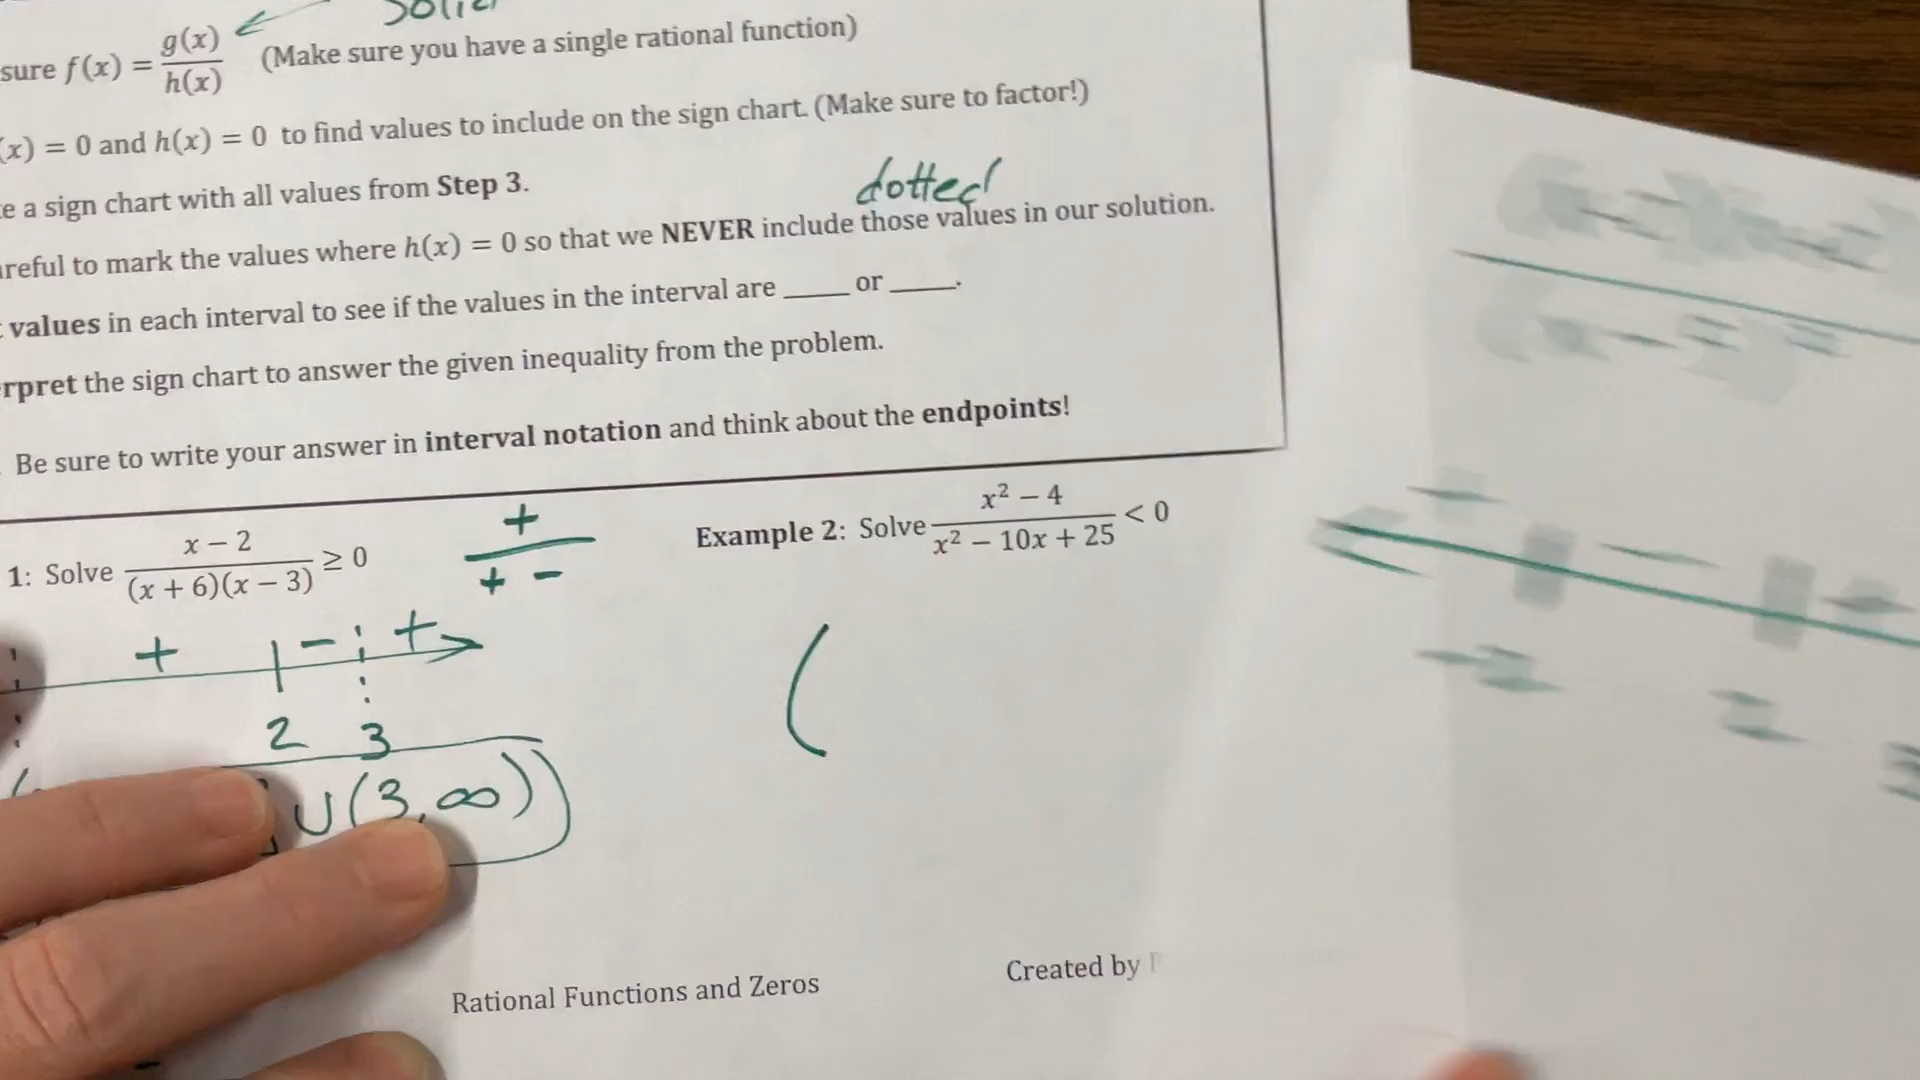 solid
sure f(x) = g(x)/h(x) (Make sure you have a single rational function)
(x) = 0 and h(x) = 0 to find values to include on the sign chart. (Make sure to factor!)
e a sign chart with all values from Step 3.
dotted
areful to mark the values where h(x) = 0 so that we NEVER include those values in our solution.
values in each interval to see if the values in the interval are ____ or ____.
rpret the sign chart to answer the given inequality from the problem.
Be sure to write your answer in interval notation and think about the endpoints!
1: Solve (x − 2)/((x + 6)(x − 3)) ≥ 0
+
+ −
Example 2: Solve (x² − 4)/(x² − 10x + 25) < 0
+ − +
2 3
∪(3, ∞)
(
Rational Functions and Zeros
Created by